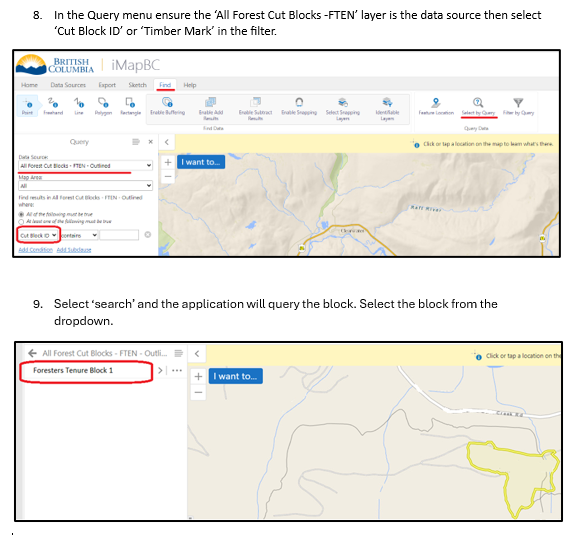 8. In the Query menu ensure the ‘All Forest Cut Blocks -FTEN’ layer is the data source then select
‘Cut Block ID’ or ‘Timber Mark’ in the filter.
BRITISH
COLUMBIA
iMapBC
Home Data Sources Export Sketch Find Help
Point Freehand Line Polygon Rectangle Enable Buffering Enable Add Results Enable Subtract Results Enable Snapping Select Snapping Layers Identifiable Layers Feature Location Select by Query Filter by Query
Find Data Query Data
Query
Click or tap a location on the map to learn what's there.
Data Source:
All Forest Cut Blocks - FTEN - Outlined
I want to...
Map Area:
All
Find results in All Forest Cut Blocks - FTEN - Outlined
where:
All of the following must be true
At least one of the following must be true
Cut Block ID contains
Add Condition Add Subclause
Raft River
Clearwater
9. Select ‘search’ and the application will query the block. Select the block from the
dropdown.
All Forest Cut Blocks - FTEN - Outli...
Click or tap a location on the
Foresters Tenure Block 1
I want to...
Creek Rd